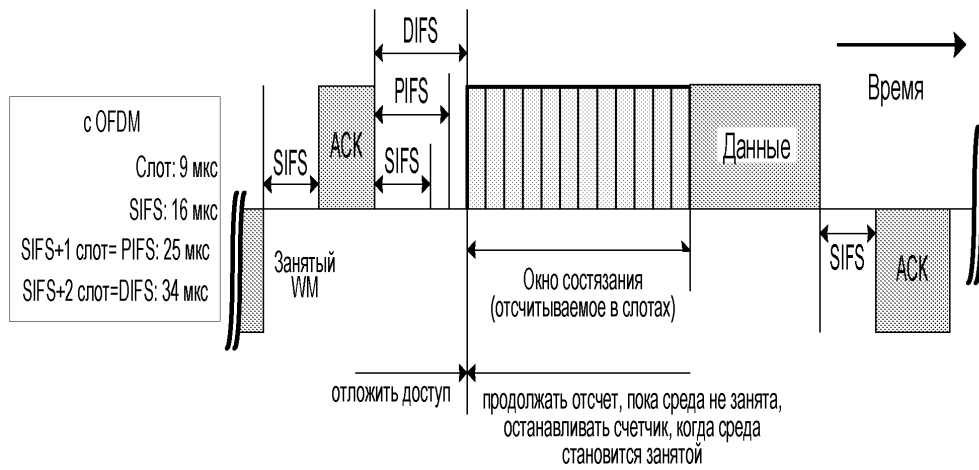 DIFS
PIFS
SIFS
ACK
SIFS
Время
Данные
с OFDM
Слот: 9 мкс
SIFS: 16 мкс
SIFS+1 слот= PIFS: 25 мкс
SIFS+2 слот=DIFS: 34 мкс
Занятый
WM
Окно состязания
(отсчитываемое в слотах)
SIFS
ACK
отложить доступ
продолжать отсчет, пока среда не занята,
останавливать счетчик, когда среда
становится занятой